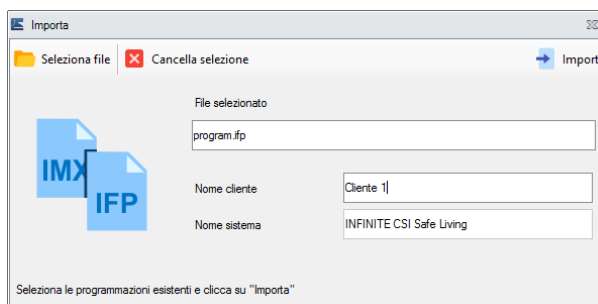 Importa
Seleziona file Cancella selezione Import
File selezionato
program.ifp
IMX
IFP
Nome cliente Cliente 1
Nome sistema INFINITE CSI Safe Living
Seleziona le programmazioni esistenti e clicca su "Importa"